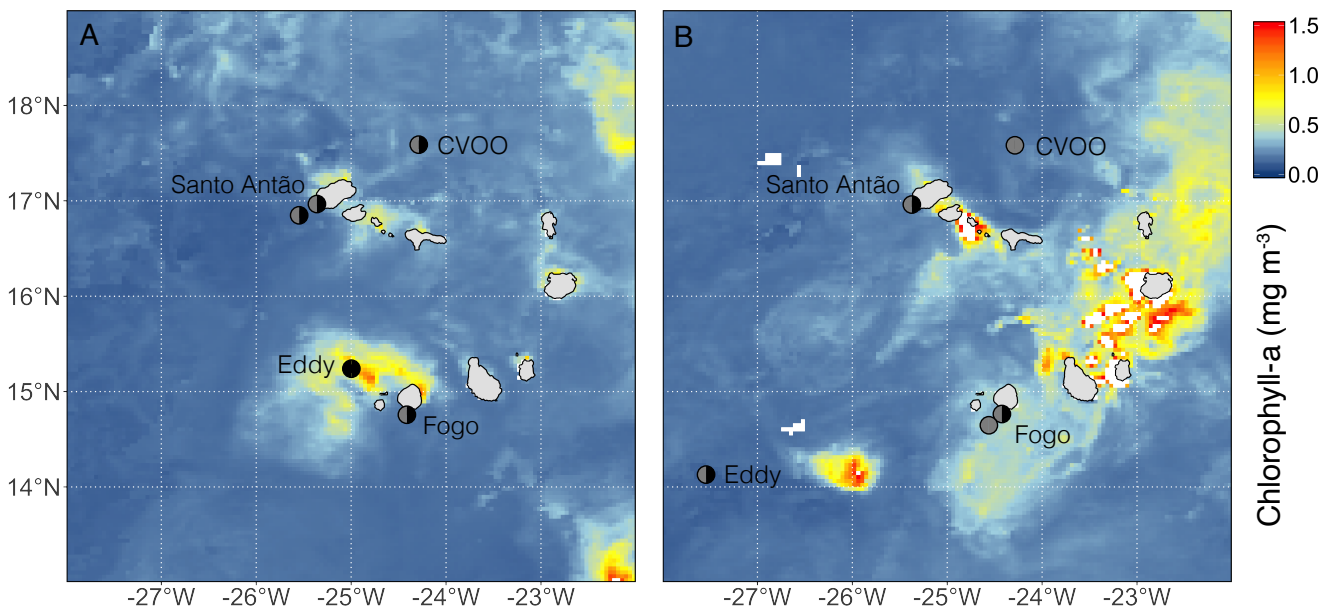 A
B
18°N
17°N
16°N
15°N
14°N
CVOO
Santo Antão
Eddy
Fogo
CVOO
Santo Antão
Fogo
Eddy
-27°W
-26°W
-25°W
-24°W
-23°W
-27°W
-26°W
-25°W
-24°W
-23°W
1.5
1.0
0.5
0.0
Chlorophyll-a (mg m⁻³)